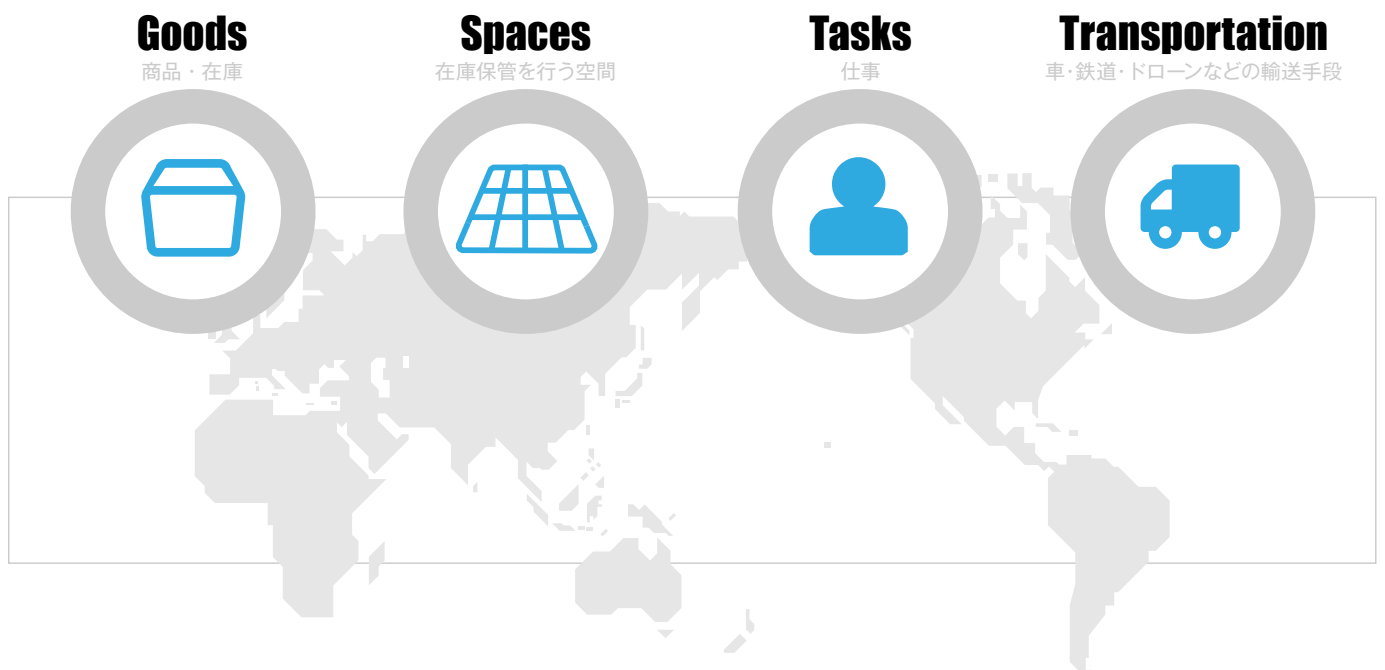 Goods
商品・在庫
Spaces
在庫保管を行う空間
Tasks
仕事
Transportation
車・鉄道・ドローンなどの輸送手段